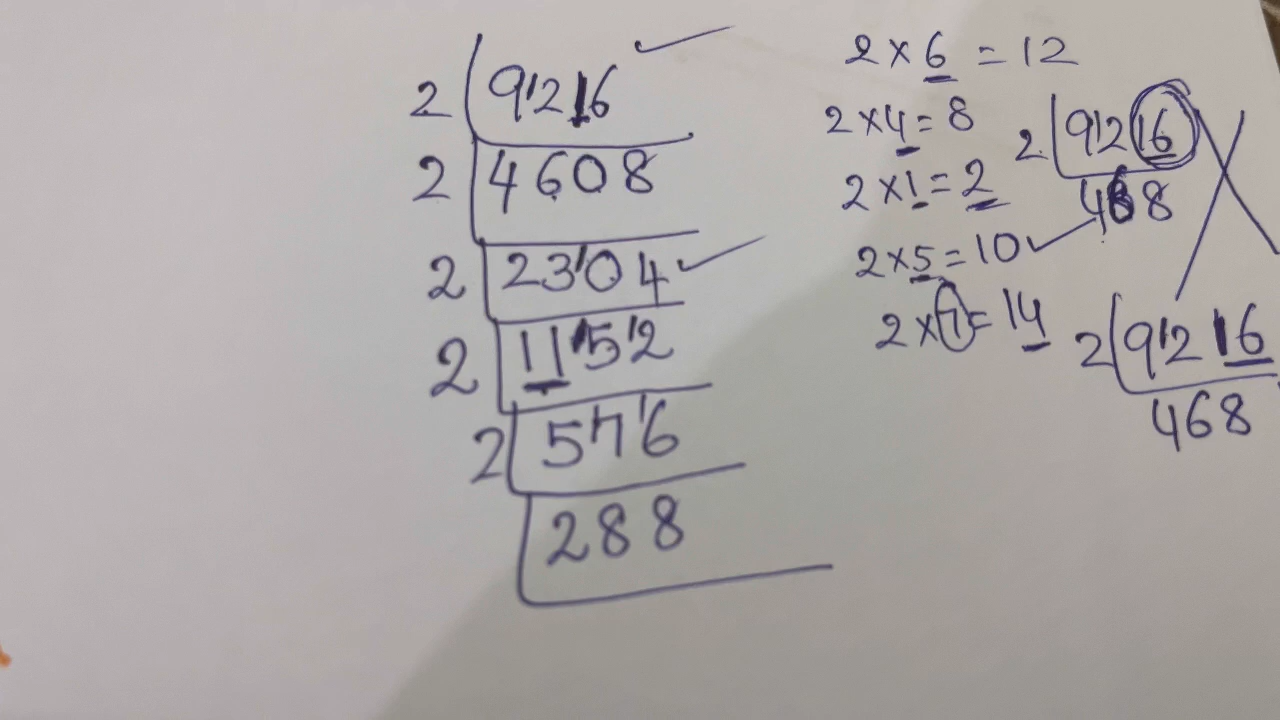 2 9216
2 4608
2 2304
2 1152
2 576
288
2 × 6 = 12
2 × 4 = 8
2 × 1 = 2
2 × 5 = 10
2 × 7 = 14
2 9216
468
2 9216
468